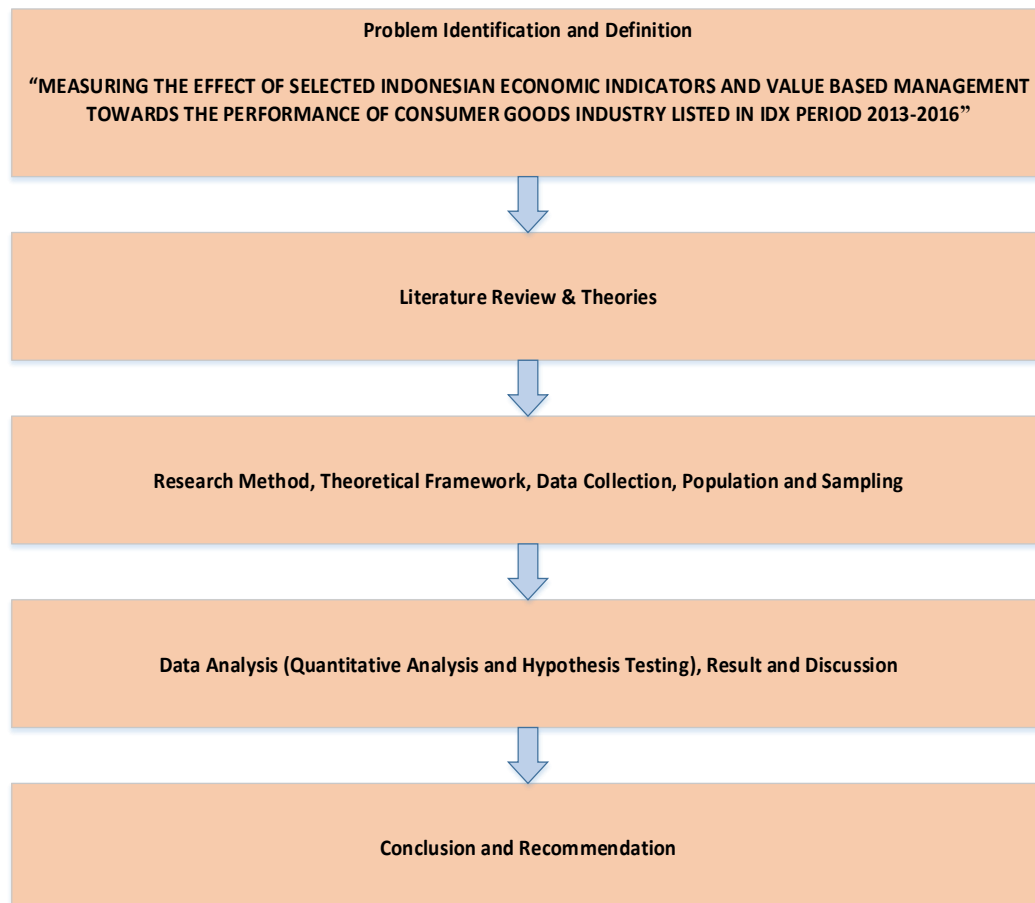 Problem Identification and Definition
“MEASURING THE EFFECT OF SELECTED INDONESIAN ECONOMIC INDICATORS AND VALUE BASED MANAGEMENT
TOWARDS THE PERFORMANCE OF CONSUMER GOODS INDUSTRY LISTED IN IDX PERIOD 2013-2016”
Literature Review & Theories
Research Method, Theoretical Framework, Data Collection, Population and Sampling
Data Analysis (Quantitative Analysis and Hypothesis Testing), Result and Discussion
Conclusion and Recommendation